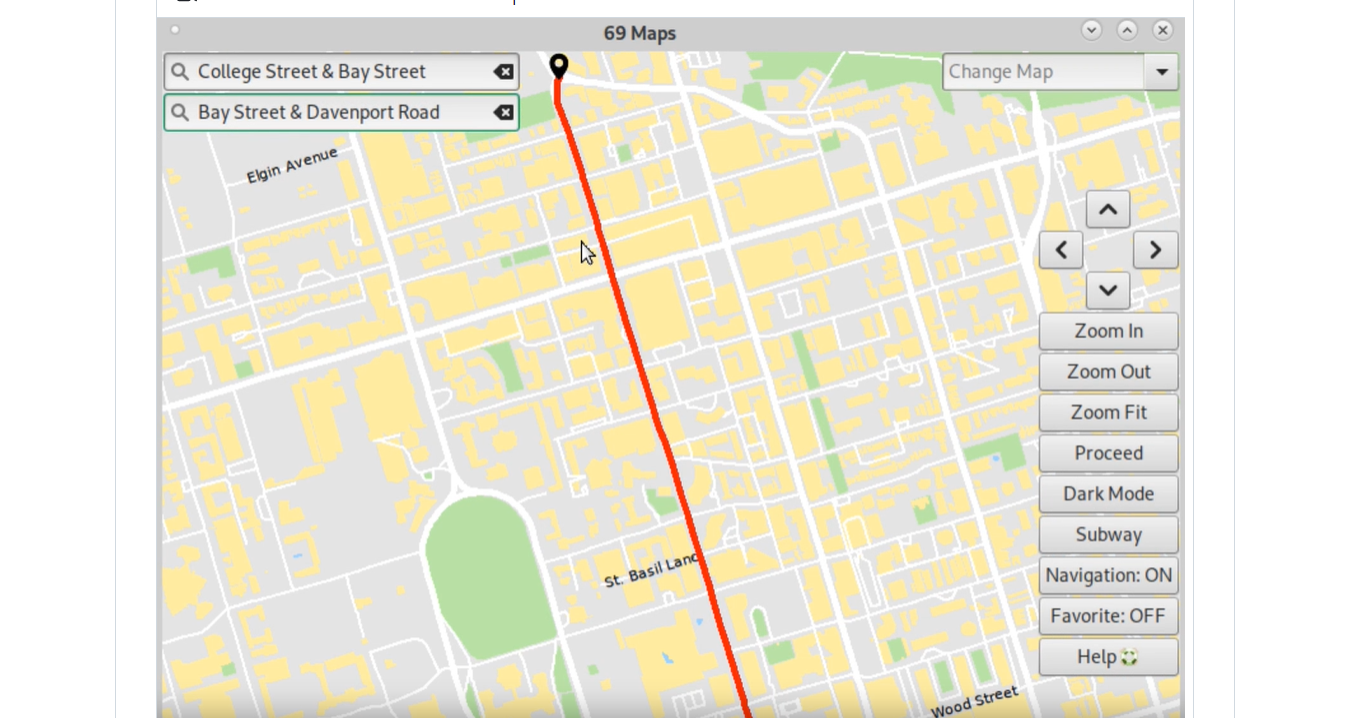 69 Maps
College Street & Bay Street
Change Map
Bay Street & Davenport Road
Elgin Avenue
Zoom In
Zoom Out
Zoom Fit
Proceed
Dark Mode
Subway
St. Basil Lane
Navigation: ON
Favorite: OFF
Help
Wood Street